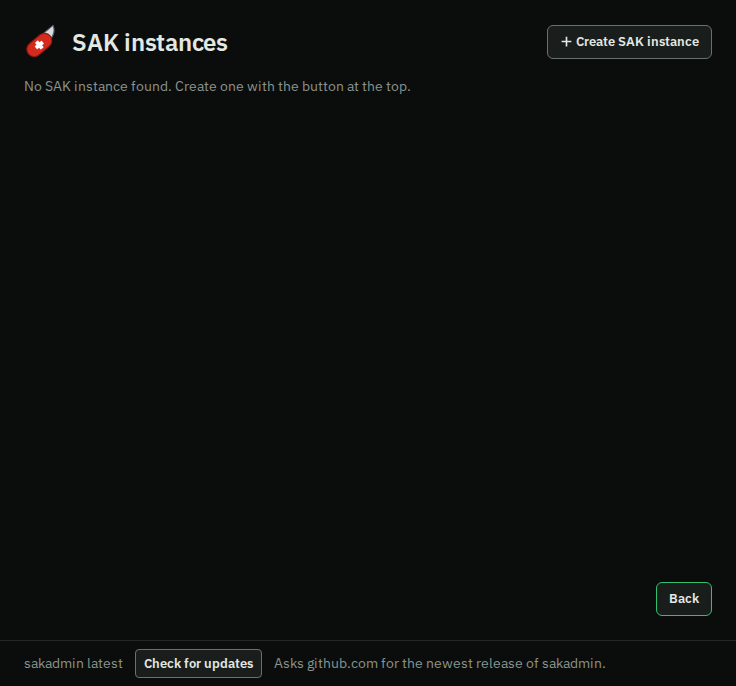 SAK instances
+ Create SAK instance
No SAK instance found. Create one with the button at the top.
Back
sakadmin latest
Check for updates
Asks github.com for the newest release of sakadmin.